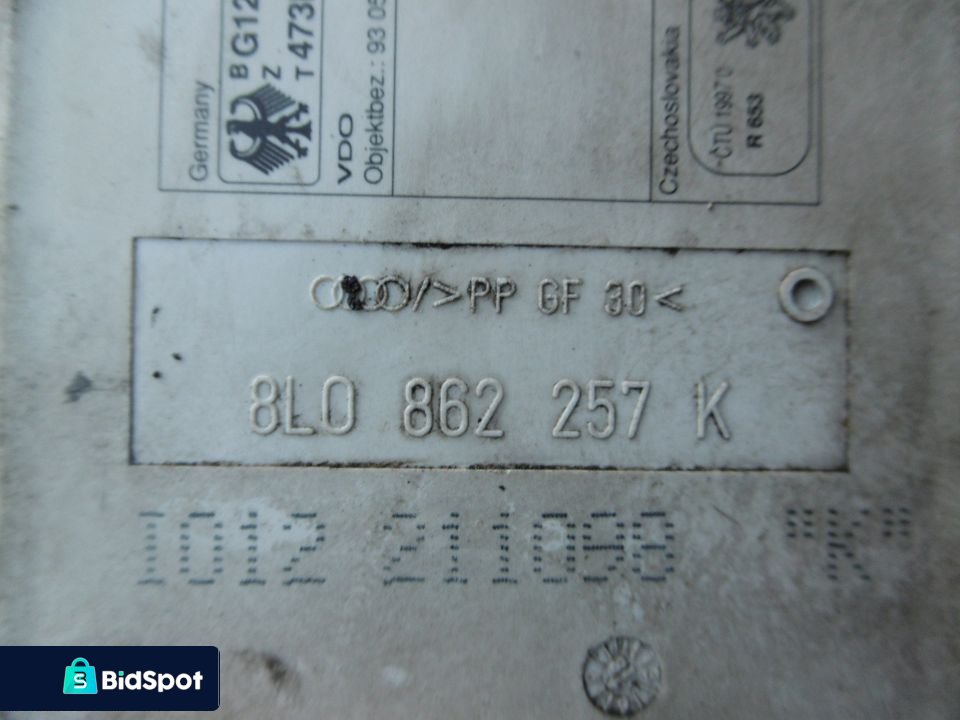 Germany
B
Z
G12
T 473
VDO
Objektbez.: 93 05
Czechoslovakia
ČTÚ 1997 0
R 653
>PP GF 30<
8L0 862 257 K
1012 211098 "K"
BidSpot